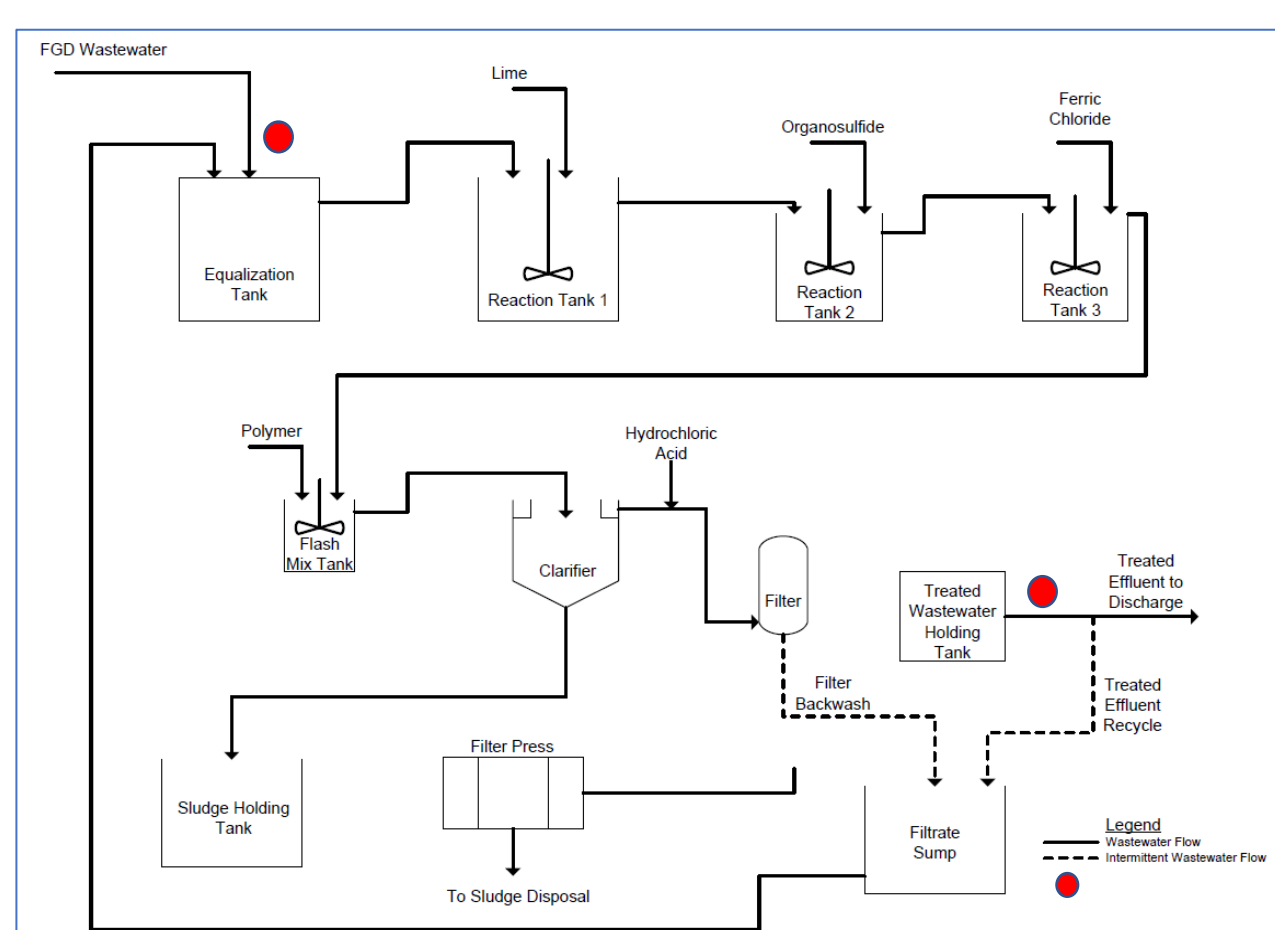 FGD Wastewater
Lime
Organosulfide
Ferric
Chloride
Equalization
Tank
Reaction Tank 1
Reaction
Tank 2
Reaction
Tank 3
Polymer
Hydrochloric
Acid
Flash
Mix Tank
Clarifier
Filter
Treated
Wastewater
Holding
Tank
Treated
Effluent to
Discharge
Filter
Backwash
Treated
Effluent
Recycle
Filter Press
Sludge Holding
Tank
Filtrate
Sump
Legend
Wastewater Flow
Intermittent Wastewater Flow
To Sludge Disposal